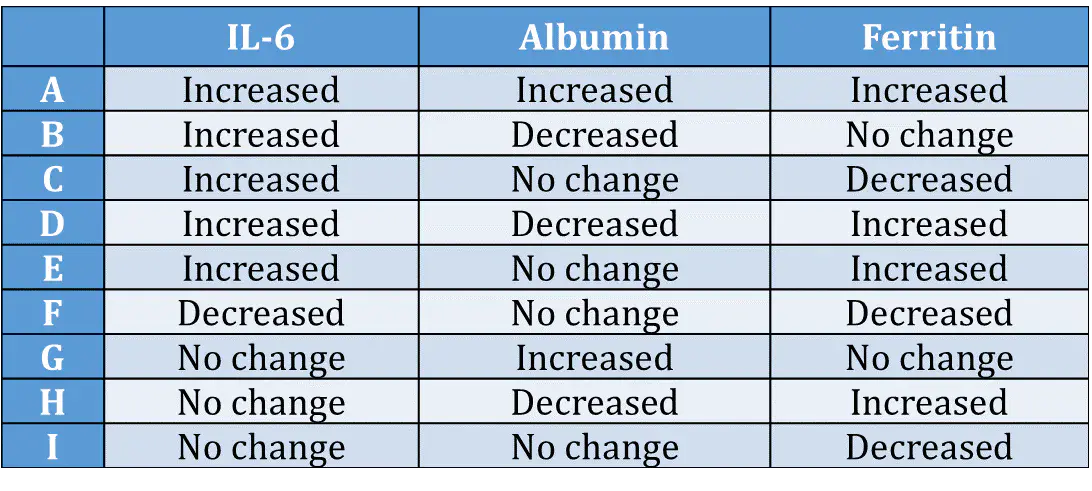 IL-6 Albumin Ferritin
A Increased Increased Increased
B Increased Decreased No change
C Increased No change Decreased
D Increased Decreased Increased
E Increased No change Increased
F Decreased No change Decreased
G No change Increased No change
H No change Decreased Increased
I No change No change Decreased